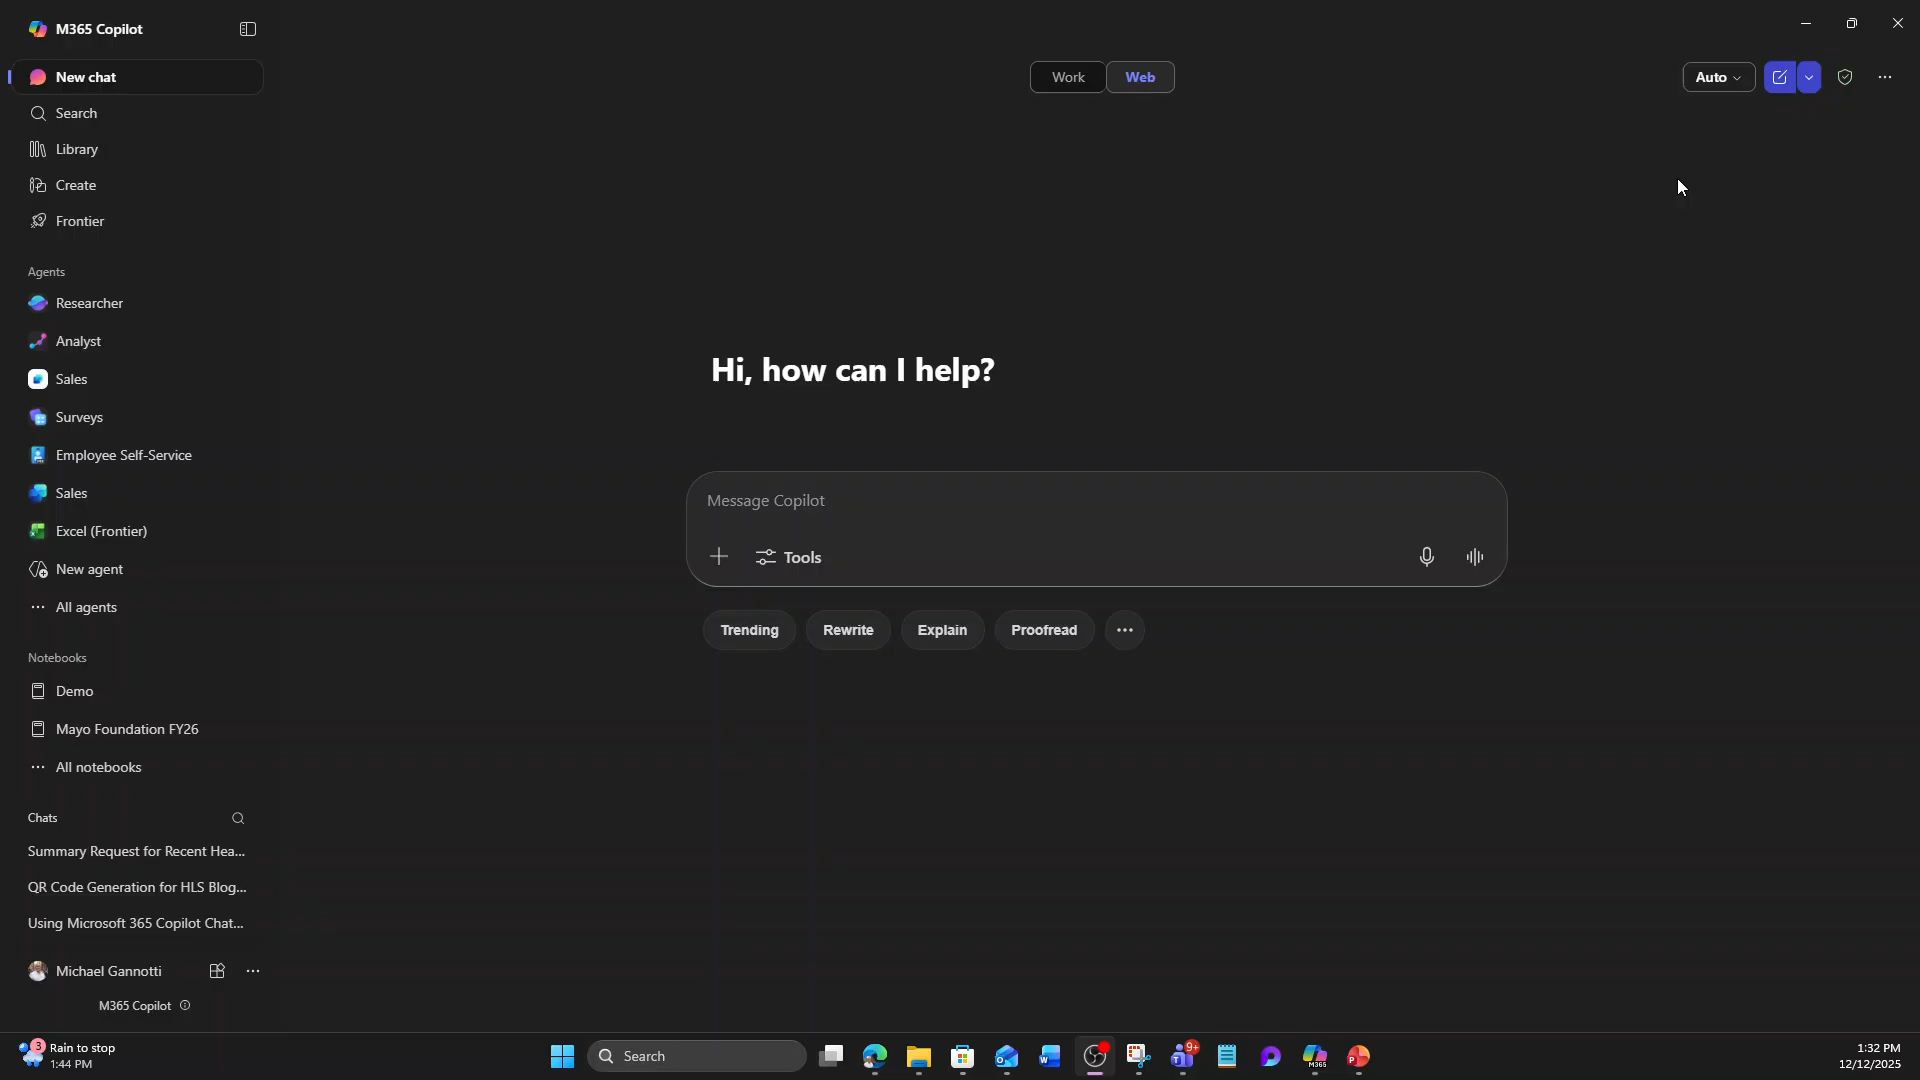 M365 Copilot
New chat
Search
Library
Create
Frontier
Agents
Researcher
Analyst
Sales
Surveys
Employee Self-Service
Sales
Excel (Frontier)
New agent
All agents
Notebooks
Demo
Mayo Foundation FY26
All notebooks
Chats
Summary Request for Recent Hea...
QR Code Generation for HLS Blog...
Using Microsoft 365 Copilot Chat...
Michael Gannotti
M365 Copilot
Work Web
Auto
Hi, how can I help?
Message Copilot
Tools
Trending Rewrite Explain Proofread
3
Rain to stop
1:44 PM
Search
9+
M365
1:32 PM
12/12/2025